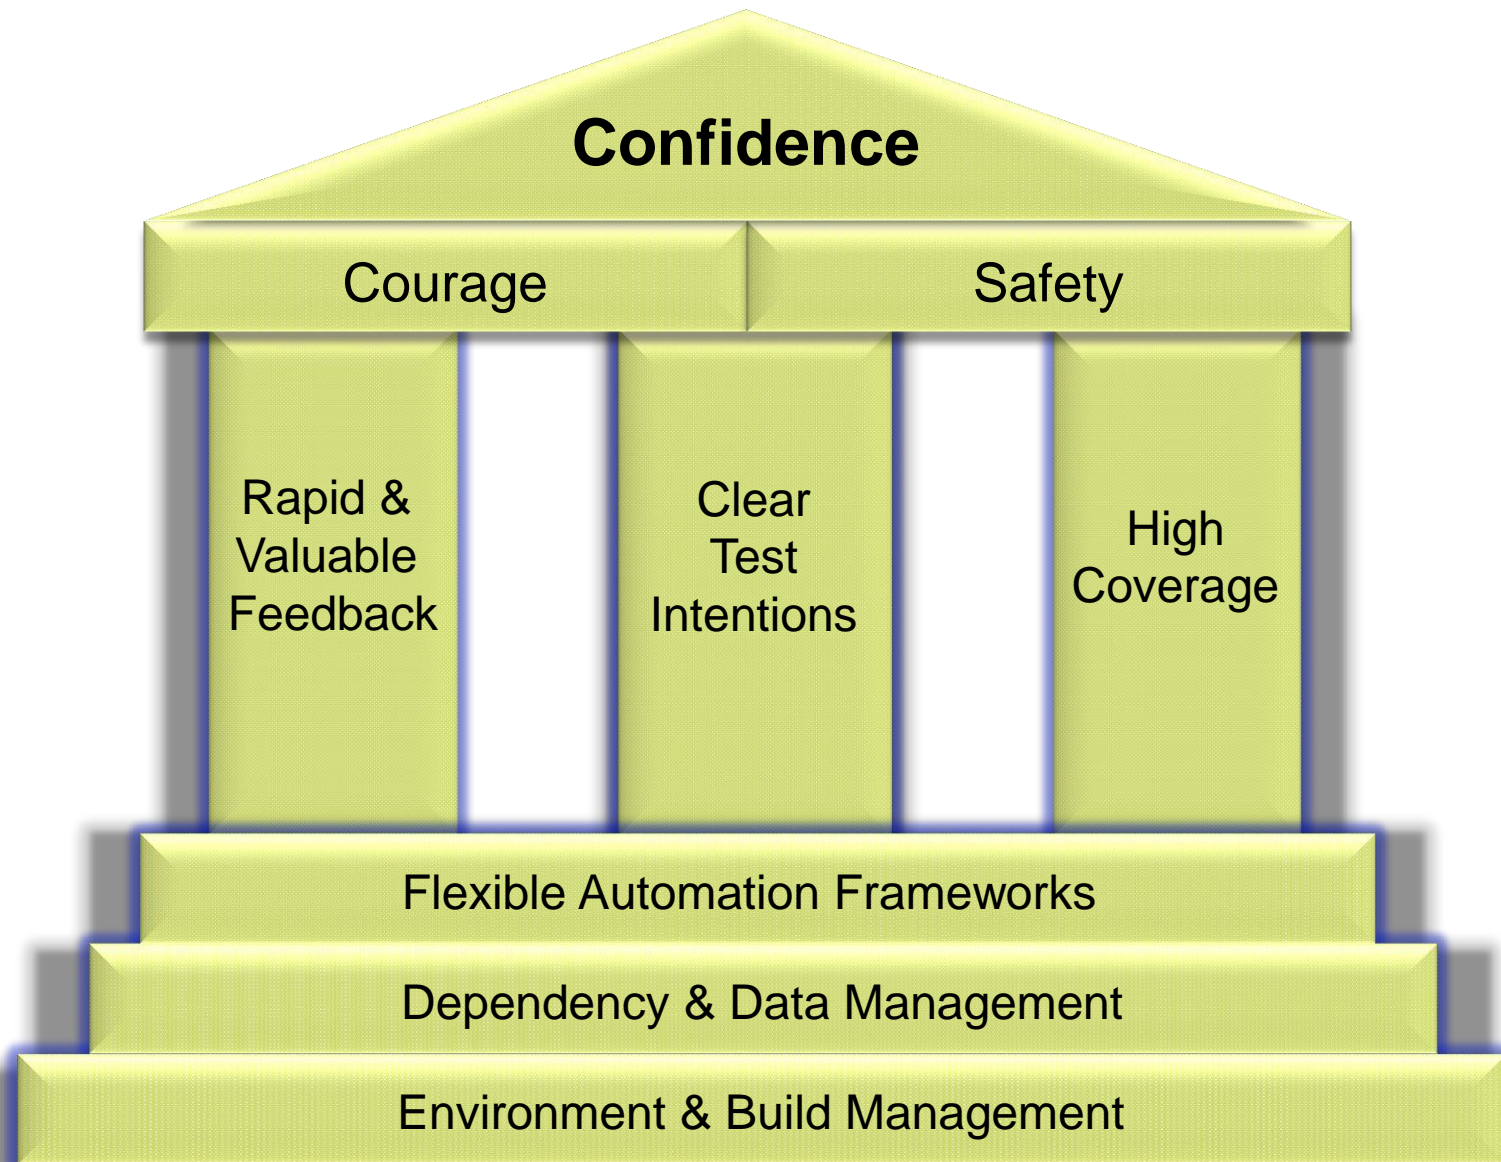 Confidence
Courage
Safety
Rapid &
Valuable
Feedback
Clear
Test
Intentions
High
Coverage
Flexible Automation Frameworks
Dependency & Data Management
Environment & Build Management